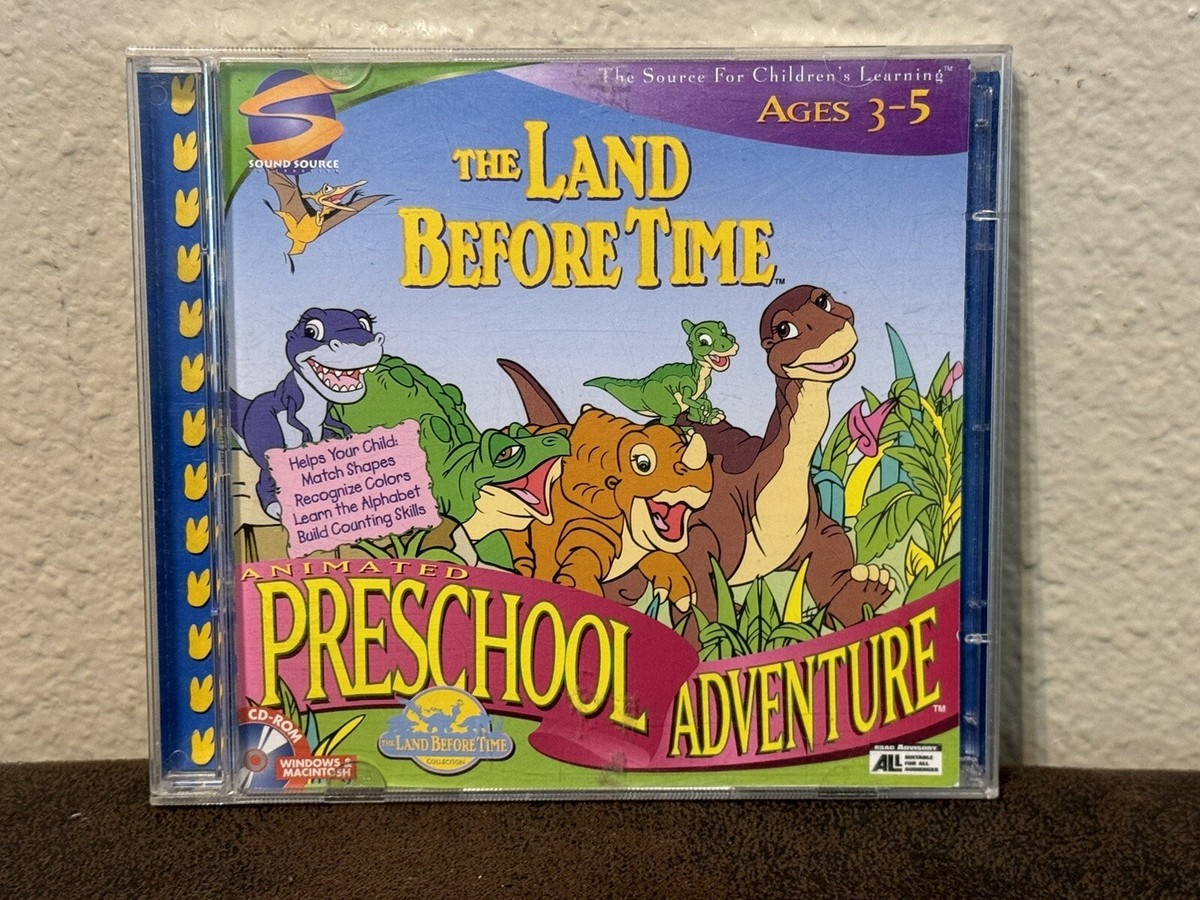 The Source For Children's Learning™
AGES 3-5
SOUND SOURCE
THE LAND
BEFORE TIME™
Helps Your Child:
Match Shapes
Recognize Colors
Learn the Alphabet
Build Counting Skills
ANIMATED
PRESCHOOL
ADVENTURE™
CD-ROM
WINDOWS &
MACINTOSH
THE LAND BEFORE TIME
COLLECTION
RSAC ADVISORY
ALL
SUITABLE
FOR ALL
AUDIENCES